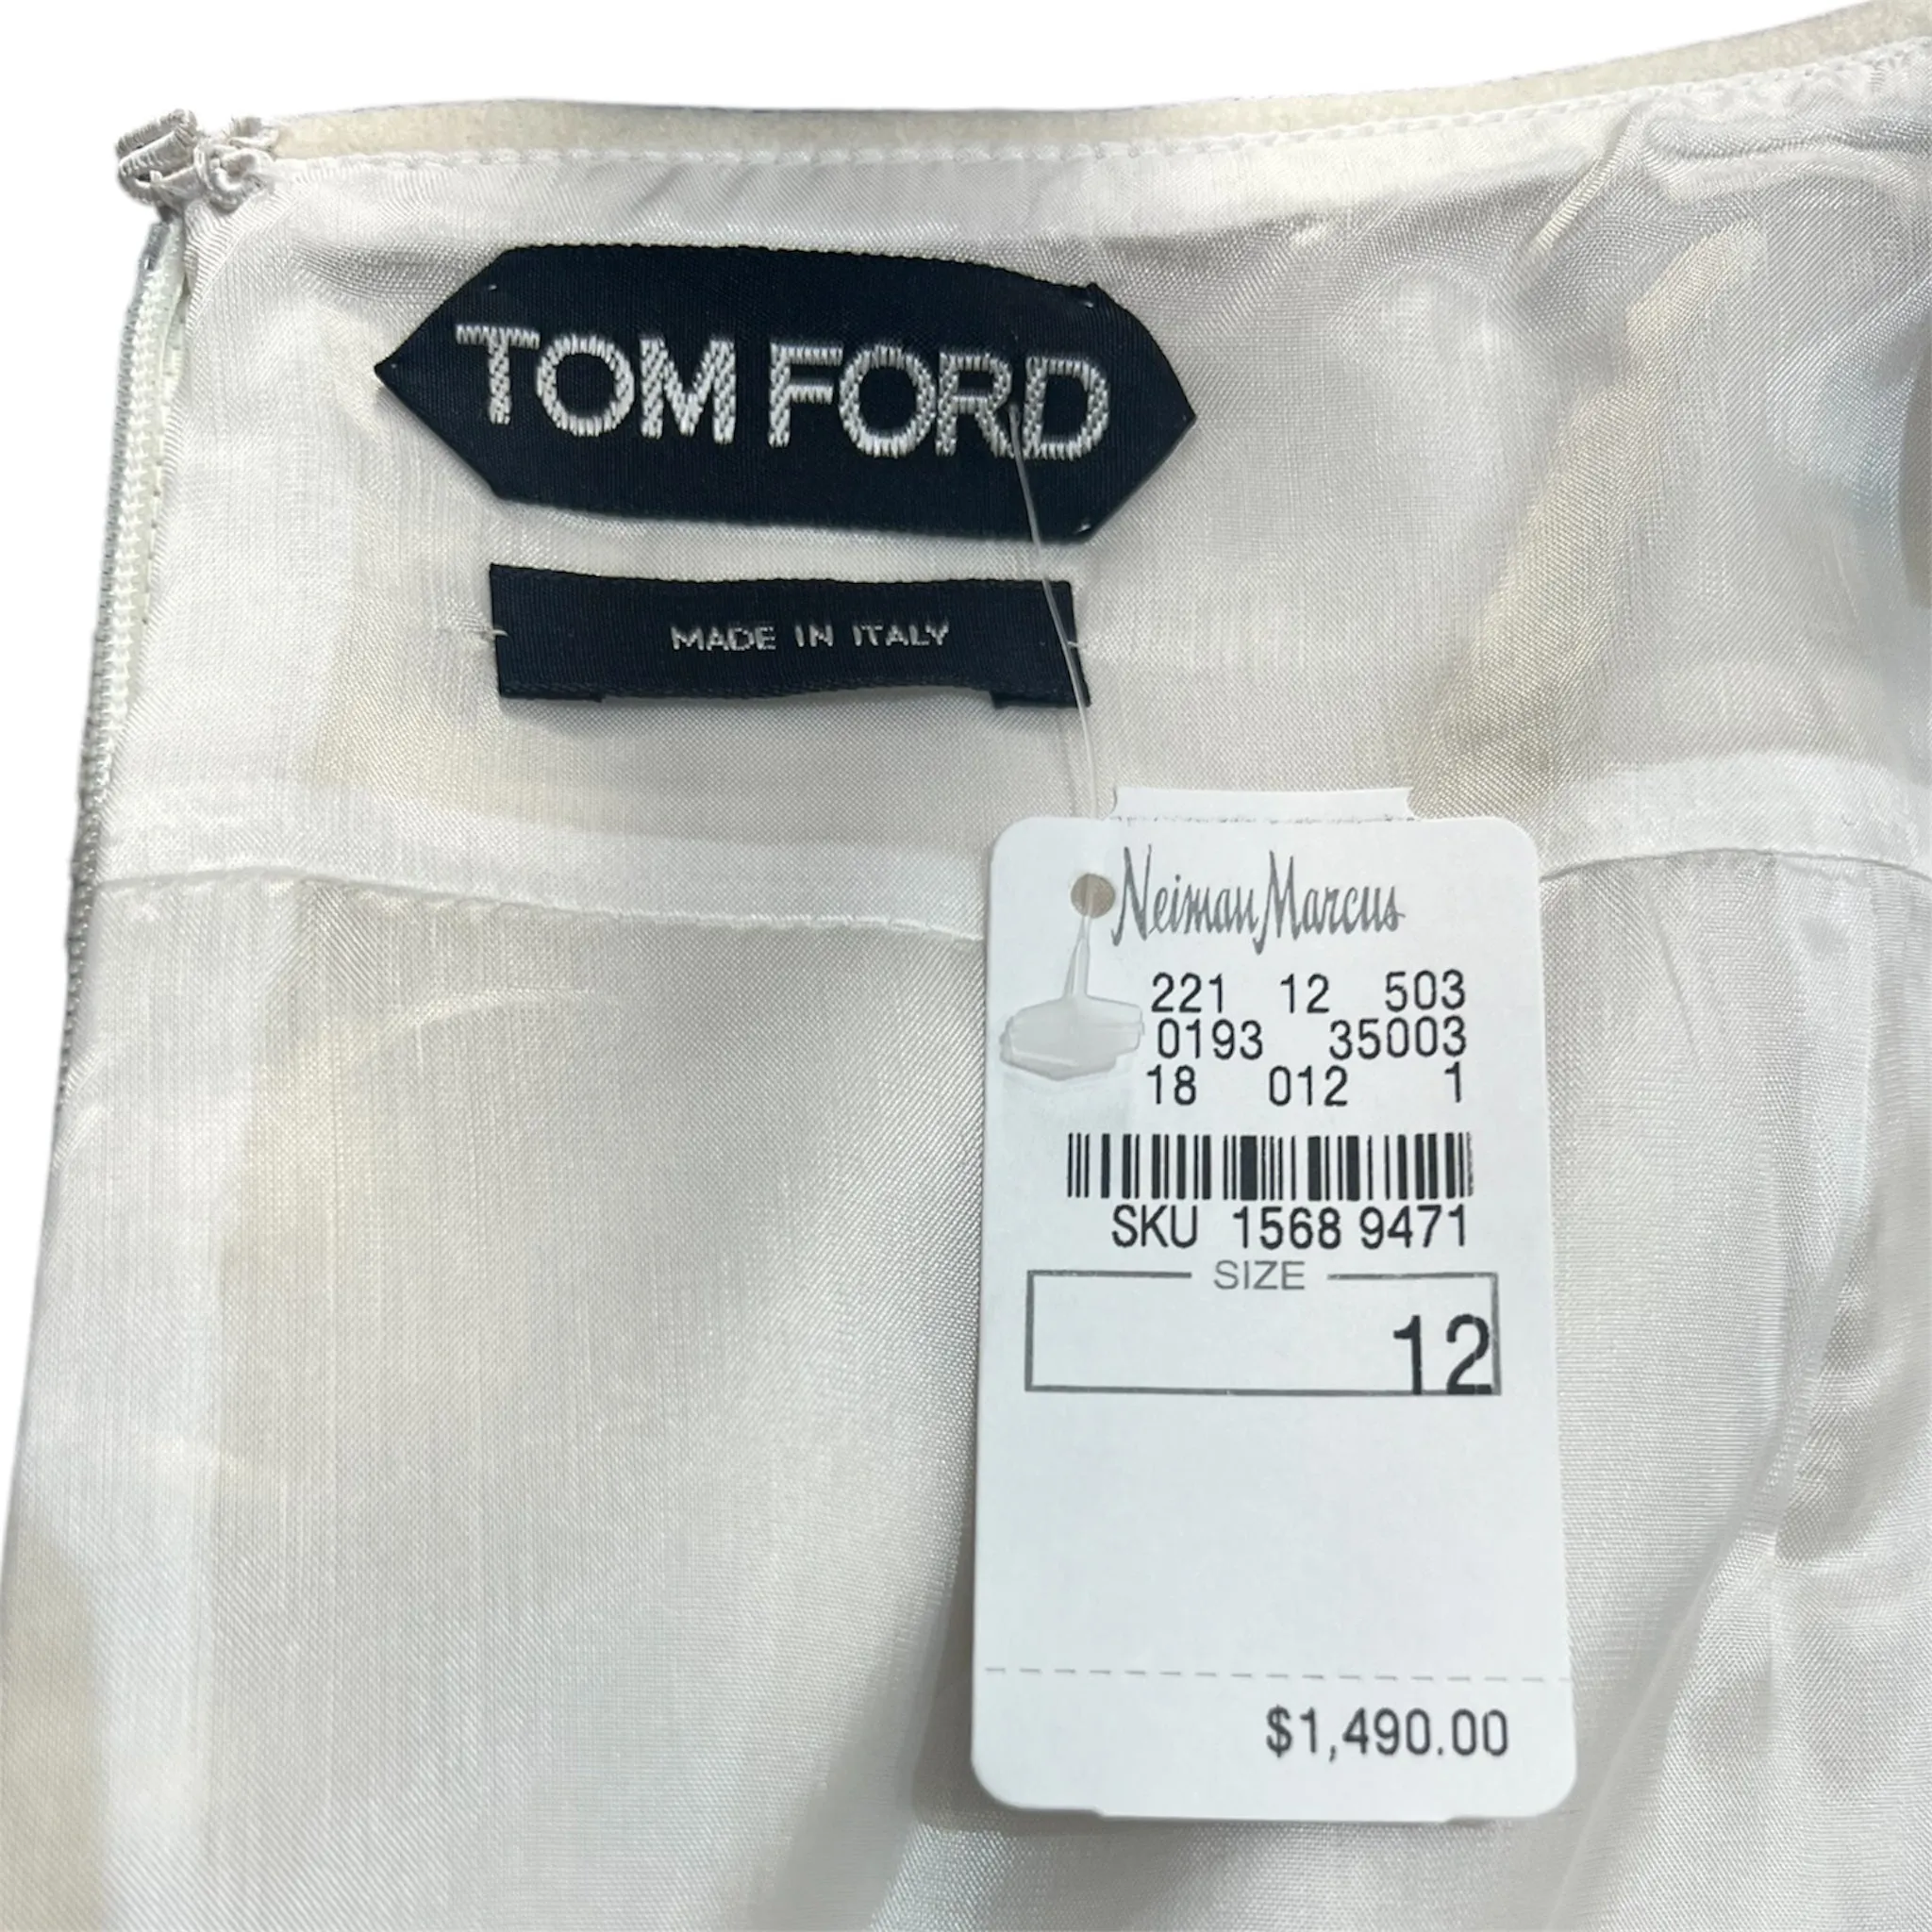 TOM FORD
MADE IN ITALY
Neiman Marcus
221 12 503
0193 35003
18 012 1
SKU 1568 9471
SIZE
12
$1,490.00